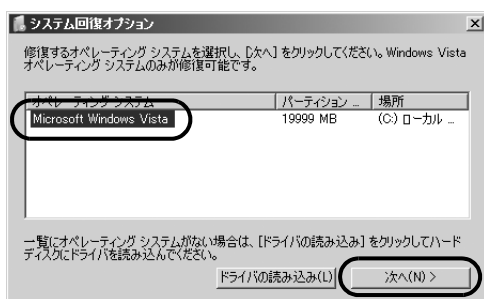 システム回復オプション
修復するオペレーティング システムを選択し、[次へ] をクリックしてください。Windows Vista
オペレーティング システムのみが修復可能です。
オペレーティング システム パーティション ... 場所
Microsoft Windows Vista 19999 MB (C:) ローカル ...
一覧にオペレーティング システムがない場合は、[ドライバの読み込み] をクリックしてハード
ディスクにドライバを読み込んでください。
ドライバの読み込み(L) 次へ(N) >